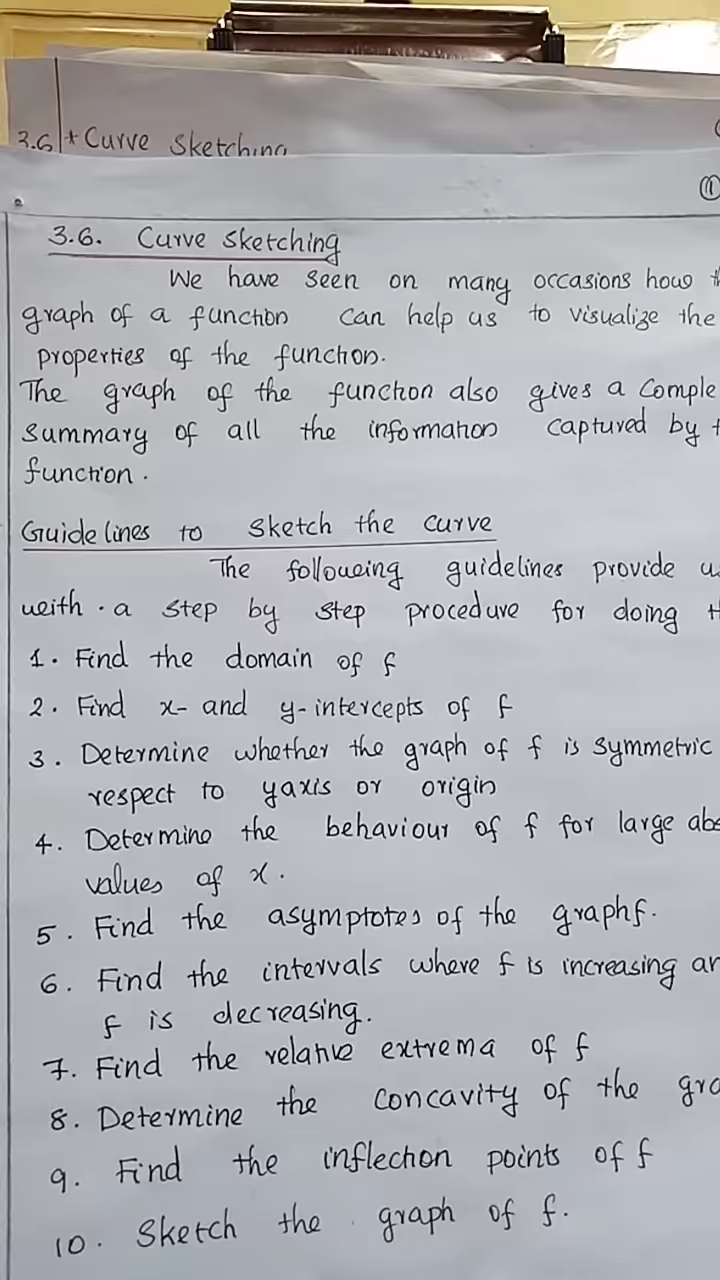 3.6 * Curve Sketching
1
3.6. Curve Sketching
We have seen on many occasions how
graph of a function can help us to visualize the
properties of the function.
The graph of the function also gives a Comple
Summary of all the information captured by
function.
Guidelines to Sketch the Curve
The following guidelines provide
with a step by step procedure for doing
1. Find the domain of f
2. Find x- and y-intercepts of f
3. Determine whether the graph of f is symmetric
respect to yaxis or origin
4. Determine the behaviour of f for large abs
values of x.
5. Find the asymptotes of the graph f.
6. Find the intervals where f is increasing an
f is decreasing.
7. Find the relative extrema of f
8. Determine the Concavity of the gra
9. Find the inflection points of f
10. Sketch the graph of f.